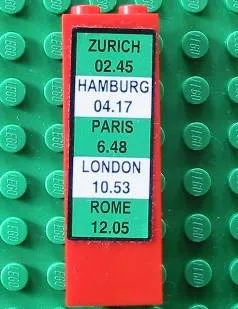 ZURICH
02.45
HAMBURG
04.17
PARIS
6.48
LONDON
10.53
ROME
12.05